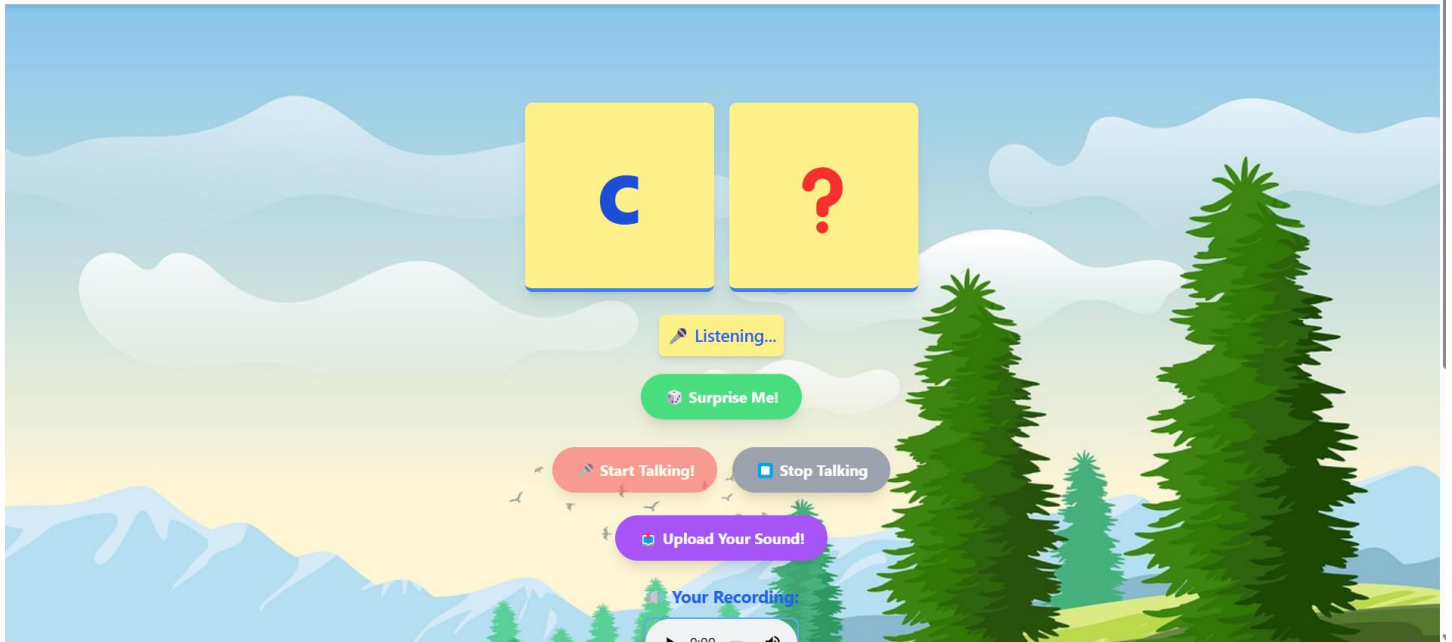 c
?
🎤 Listening...
🎲 Surprise Me!
🎤 Start Talking!
⏹️ Stop Talking
📤 Upload Your Sound!
Your Recording:
0:00